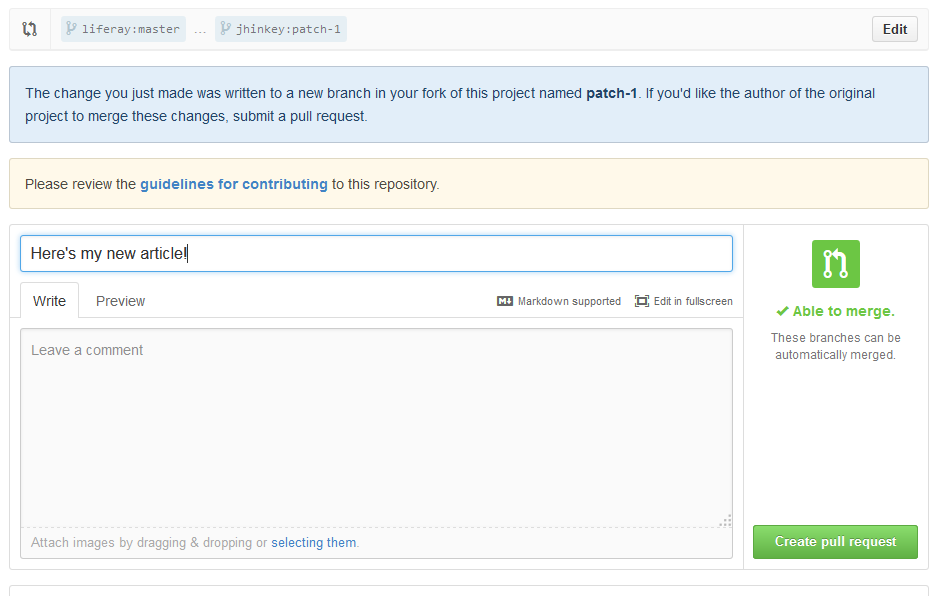 liferay:master ... jhinkey:patch-1 Edit
The change you just made was written to a new branch in your fork of this project named patch-1. If you'd like the author of the original
project to merge these changes, submit a pull request.
Please review the guidelines for contributing to this repository.
Here's my new article!
Write Preview Markdown supported Edit in fullscreen
Leave a comment
Attach images by dragging & dropping or selecting them.
Able to merge.
These branches can be
automatically merged.
Create pull request